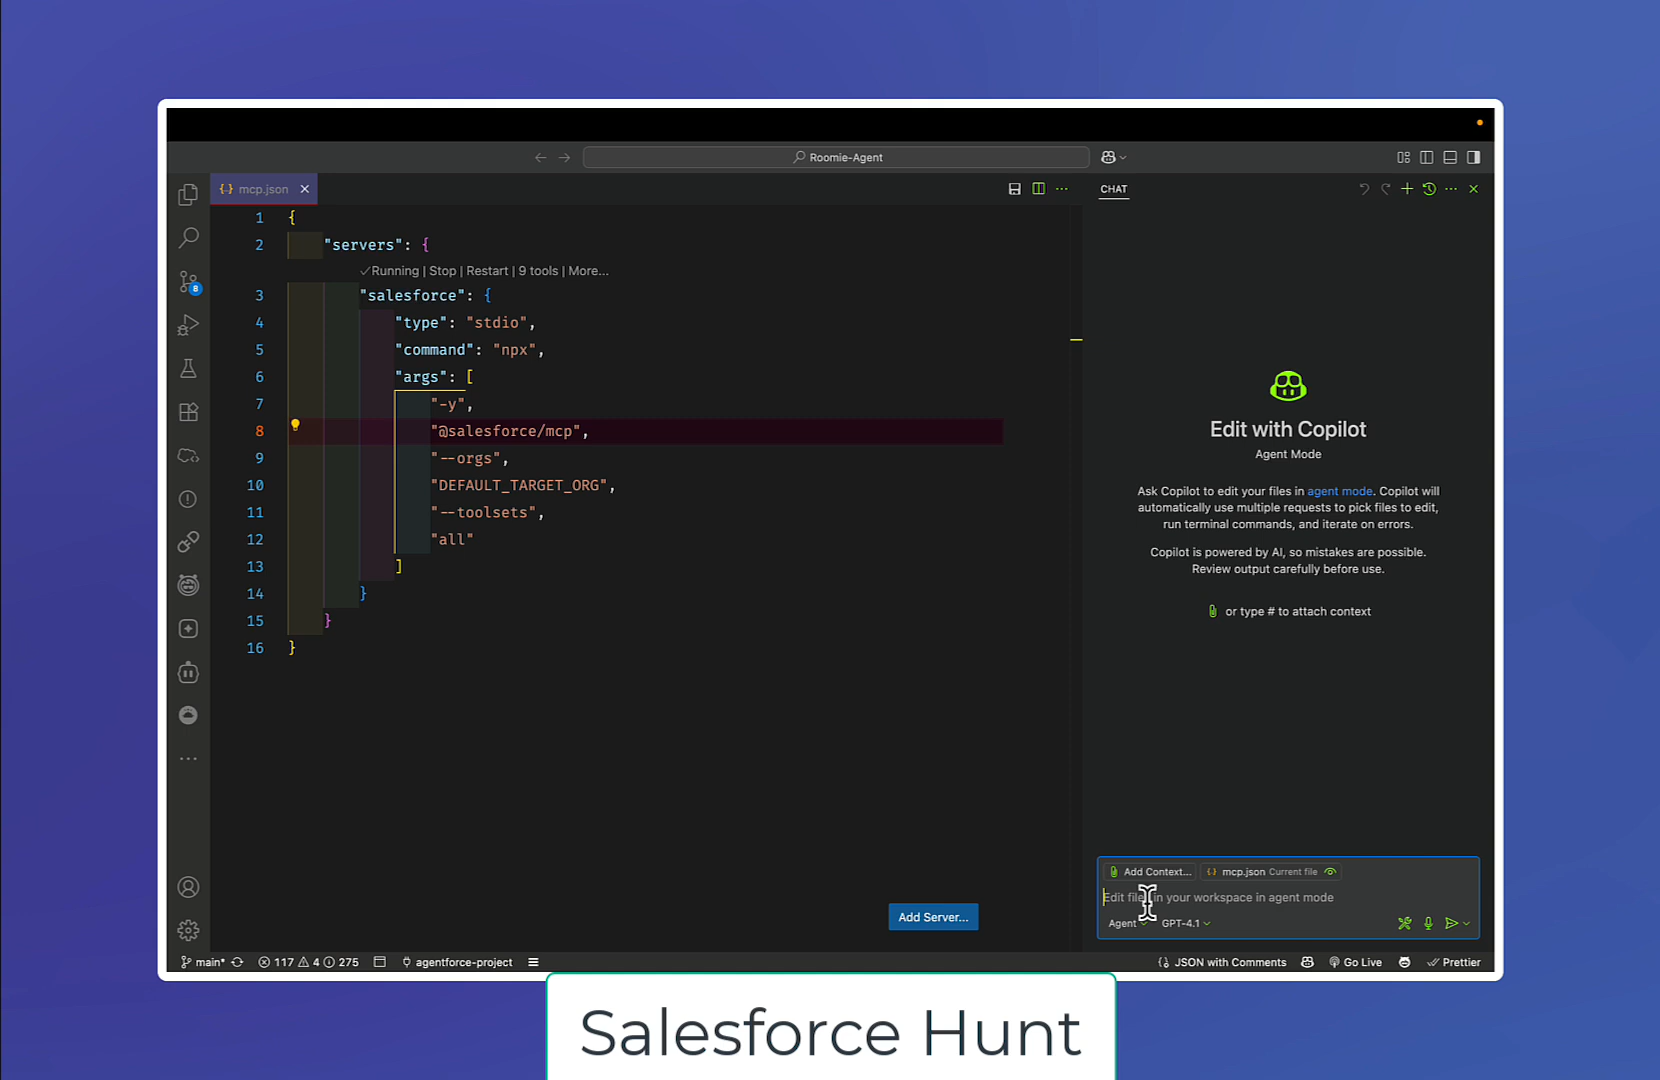 Roomie-Agent
{} mcp.json
CHAT
1 {
2 "servers": {
✓Running | Stop | Restart | 9 tools | More...
3 "salesforce": {
4 "type": "stdio",
5 "command": "npx",
6 "args": [
7 "-y",
8 "@salesforce/mcp",
9 "--orgs",
10 "DEFAULT_TARGET_ORG",
11 "--toolsets",
12 "all"
13 ]
14 }
15 }
16 }
8
Edit with Copilot
Agent Mode
Ask Copilot to edit your files in agent mode. Copilot will
automatically use multiple requests to pick files to edit,
run terminal commands, and iterate on errors.
Copilot is powered by AI, so mistakes are possible.
Review output carefully before use.
or type # to attach context
Add Context... {} mcp.json Current file
Edit files in your workspace in agent mode
Agent GPT-4.1
Add Server...
main* 117 4 275 agentforce-project
{} JSON with Comments Go Live Prettier
Salesforce Hunt